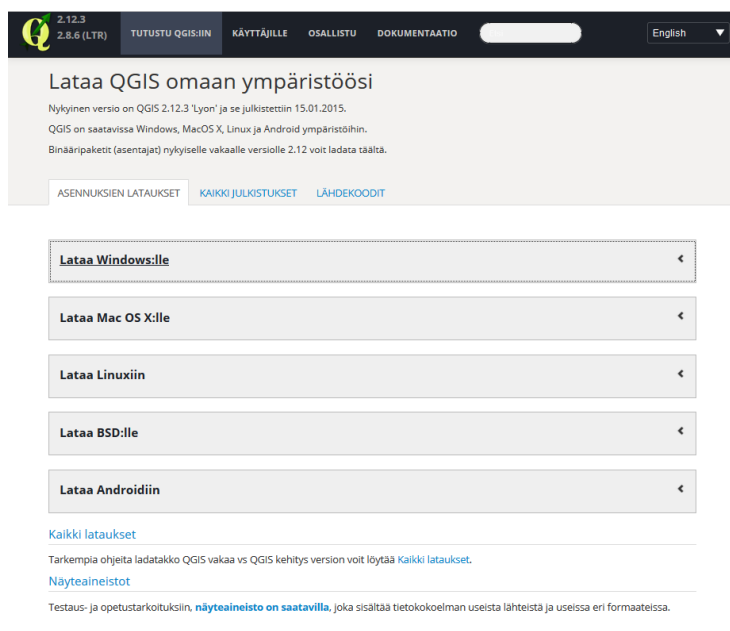 2.12.3
2.8.6 (LTR)
TUTUSTU QGIS:IIN KÄYTTÄJILLE OSALLISTU DOKUMENTAATIO
English
Lataa QGIS omaan ympäristöösi
Nykyinen versio on QGIS 2.12.3 'Lyon' ja se julkistettiin 15.01.2015.
QGIS on saatavissa Windows, MacOS X, Linux ja Android ympäristöihin.
Binääripaketit (asentajat) nykyiselle vakaalle versiolle 2.12 voit ladata täältä.
ASENNUKSIEN LATAUKSET KAIKKI JULKISTUKSET LÄHDEKOODIT
Lataa Windows:lle
Lataa Mac OS X:lle
Lataa Linuxiin
Lataa BSD:lle
Lataa Androidiin
Kaikki lataukset
Tarkempia ohjeita ladatakko QGIS vakaa vs QGIS kehitys version voit löytää Kaikki lataukset.
Näyteaineistot
Testaus- ja opetustarkoituksiin, näyteaineisto on saatavilla, joka sisältää tietokokoelman useista lähteistä ja useissa eri formaateissa.